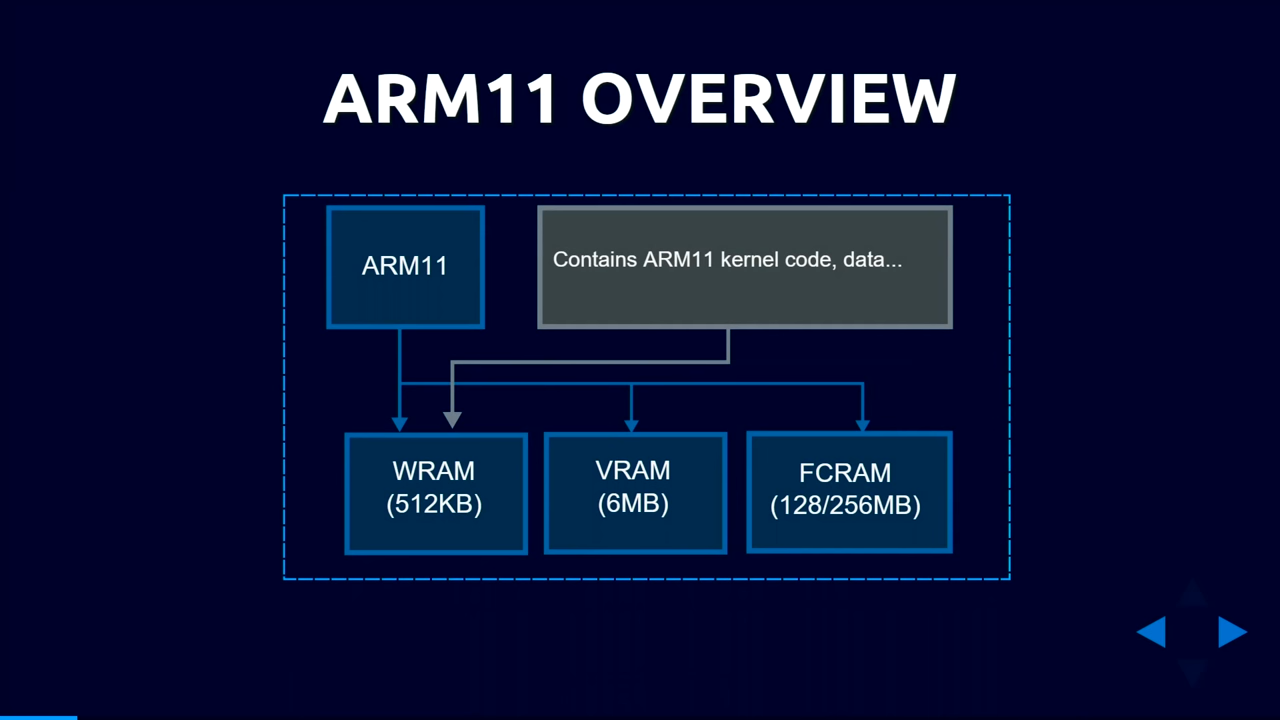 ARM11 OVERVIEW
ARM11
Contains ARM11 kernel code, data...
WRAM
(512KB)
VRAM
(6MB)
FCRAM
(128/256MB)